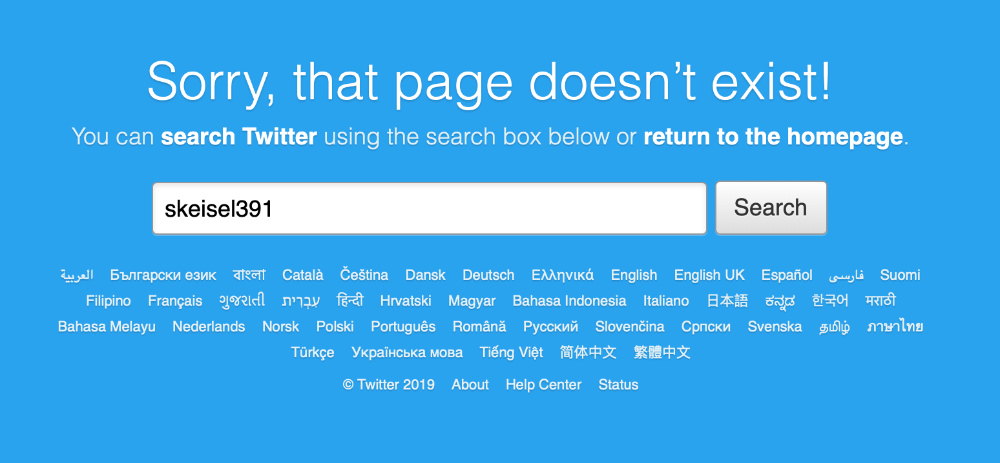 Sorry, that page doesn’t exist!
You can search Twitter using the search box below or return to the homepage.
skeisel391 Search
العربية Български език বাংলা Català Čeština Dansk Deutsch Ελληνικά English English UK Español فارسی Suomi
Filipino Français ગુજરાતી עִבְרִית हिन्दी Hrvatski Magyar Bahasa Indonesia Italiano 日本語 ಕನ್ನಡ 한국어 मराठी
Bahasa Melayu Nederlands Norsk Polski Português Română Русский Slovenčina Српски Svenska தமிழ் ภาษาไทย
Türkçe Українська мова Tiếng Việt 简体中文 繁體中文
© Twitter 2019 About Help Center Status